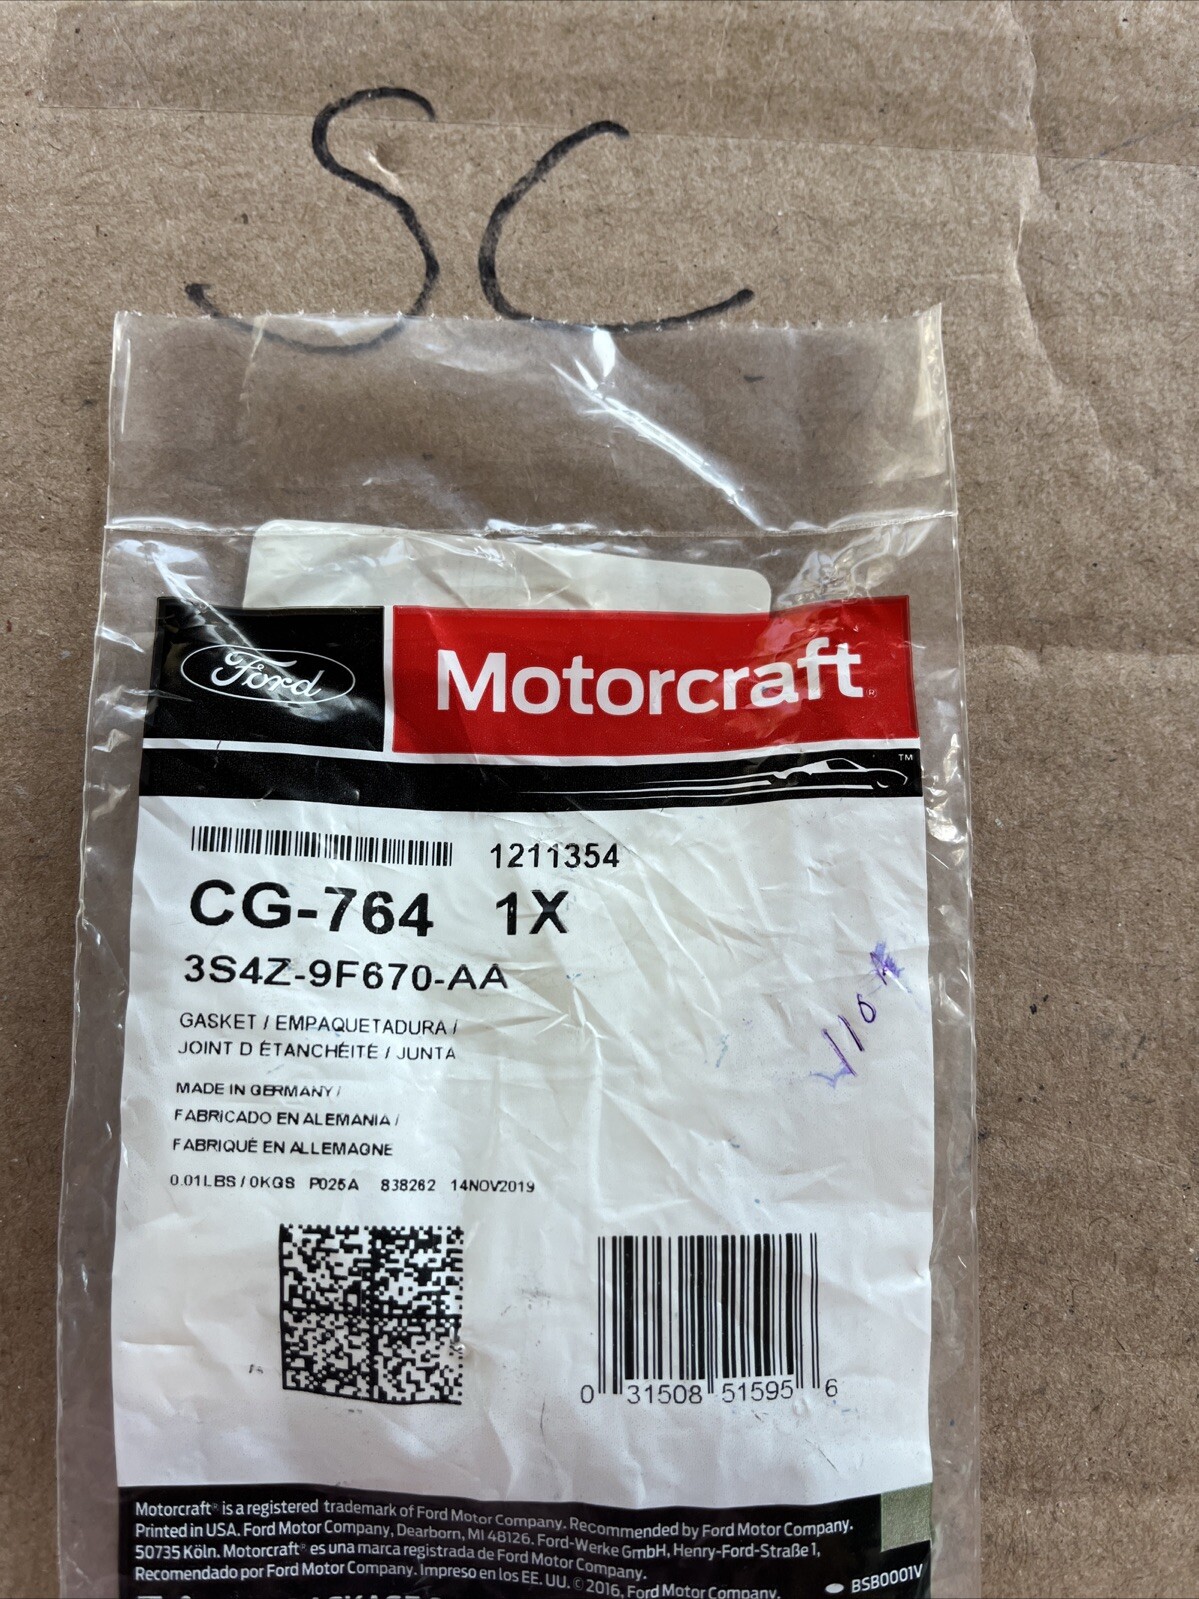 SC
Ford
Motorcraft®
TM
1211354
CG-764 1X
3S4Z-9F670-AA
GASKET / EMPAQUETADURA /
JOINT D ÉTANCHÉITÉ / JUNTA
MADE IN GERMANY /
FABRICADO EN ALEMANIA /
FABRIQUÉ EN ALLEMAGNE
0.01LBS / 0KGS P025A 838262 14NOV2019
0 31508 51595 6
Motorcraft® is a registered trademark of Ford Motor Company. Recommended by Ford Motor Company.
Printed in USA. Ford Motor Company, Dearborn, MI 48126. Ford-Werke GmbH, Henry-Ford-Straße 1,
50735 Köln. Motorcraft® es una marca registrada de Ford Motor Company.
Recomendado por Ford Motor Company. Impreso en los EE. UU. © 2016, Ford Motor Company.
BSB0001V